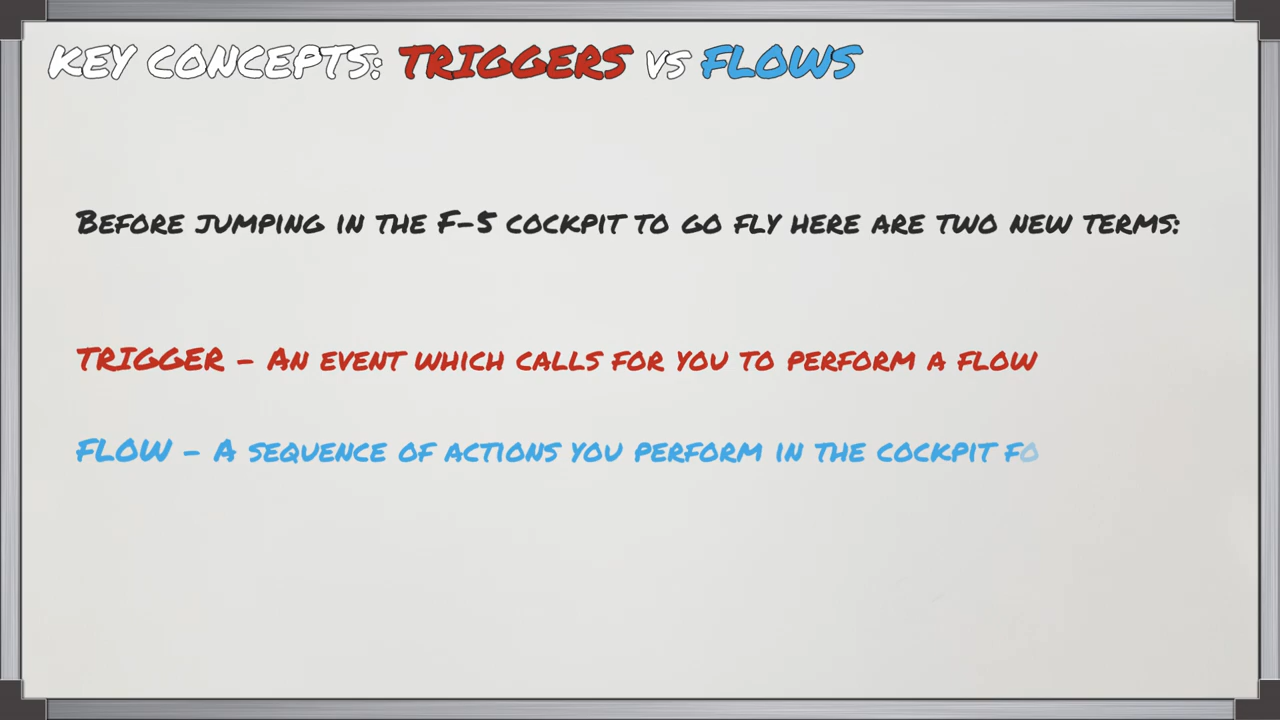 KEY CONCEPTS: TRIGGERS VS FLOWS
BEFORE JUMPING IN THE F-5 COCKPIT TO GO FLY HERE ARE TWO NEW TERMS:
TRIGGER - AN EVENT WHICH CALLS FOR YOU TO PERFORM A FLOW
FLOW - A SEQUENCE OF ACTIONS YOU PERFORM IN THE COCKPIT FO